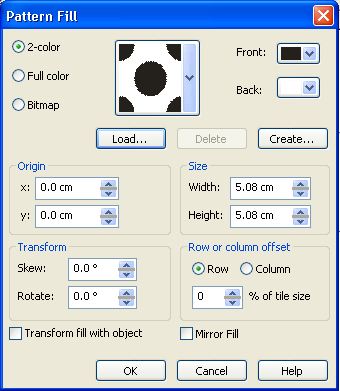 Pattern Fill
2-color
Full color
Bitmap
Front:
Back:
Load... Delete Create...
Origin
x: 0.0 cm
y: 0.0 cm
Size
Width: 5.08 cm
Height: 5.08 cm
Transform
Skew: 0.0 °
Rotate: 0.0 °
Row or column offset
Row Column
0 % of tile size
Transform fill with object Mirror Fill
OK Cancel Help